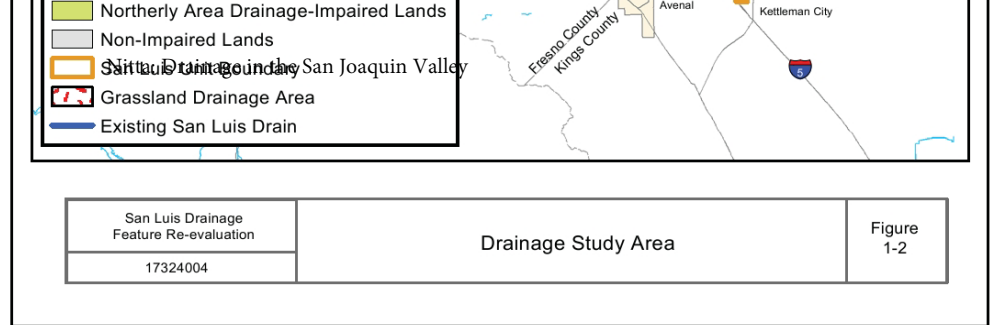 Northerly Area Drainage-Impaired Lands
Non-Impaired Lands
San Luis Unit Boundary
Nitta: Drainage in the San Joaquin Valley
Grassland Drainage Area
Existing San Luis Drain
Fresno County
Kings County
Avenal
Kettleman City
5
San Luis Drainage
Feature Re-evaluation
17324004
Drainage Study Area
Figure
1-2